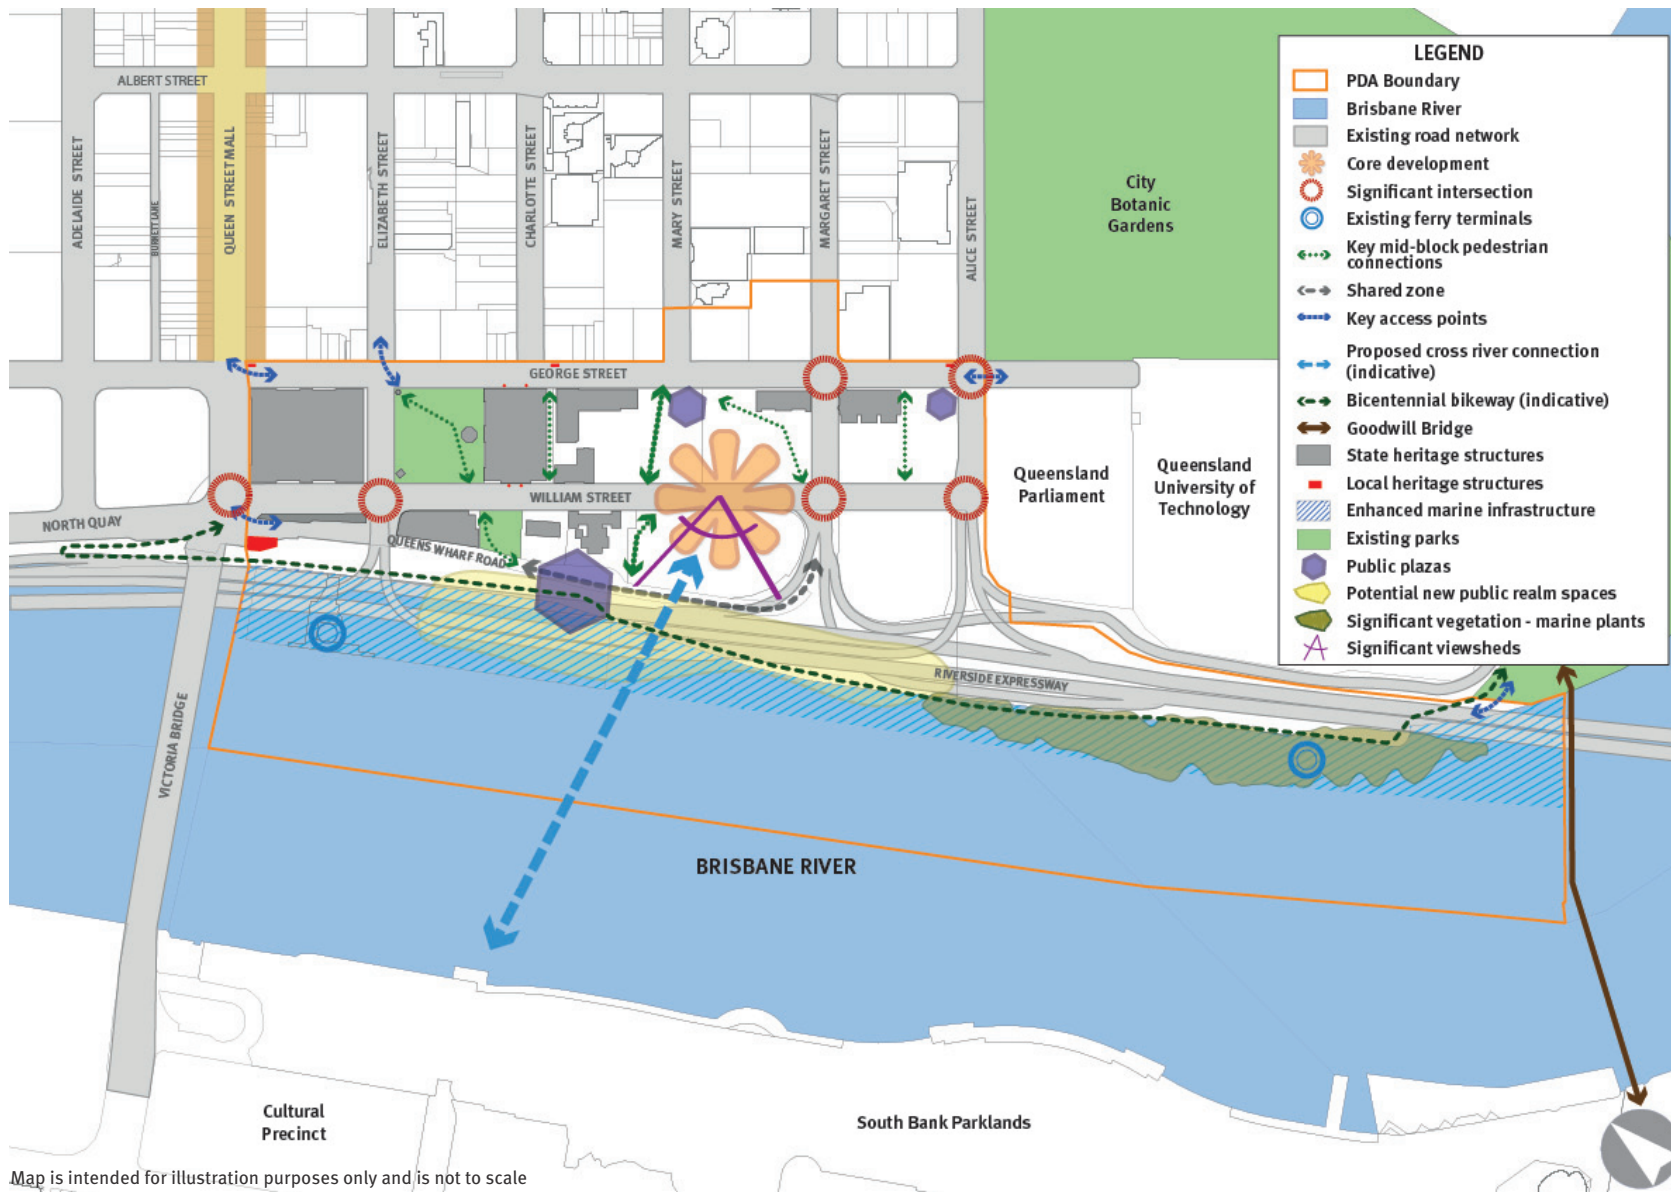 LEGEND
PDA Boundary
Brisbane River
Existing road network
Core development
Significant intersection
Existing ferry terminals
Key mid-block pedestrian
connections
Shared zone
Key access points
Proposed cross river connection
(indicative)
Bicentennial bikeway (indicative)
Goodwill Bridge
State heritage structures
Local heritage structures
Enhanced marine infrastructure
Existing parks
Public plazas
Potential new public realm spaces
Significant vegetation - marine plants
Significant viewsheds
ALBERT STREET
ADELAIDE STREET
BURNETT LANE
QUEEN STREET MALL
ELIZABETH STREET
CHARLOTTE STREET
MARY STREET
MARGARET STREET
ALICE STREET
City
Botanic
Gardens
GEORGE STREET
WILLIAM STREET
Queensland
Parliament
Queensland
University of
Technology
NORTH QUAY
QUEENS WHARF ROAD
RIVERSIDE EXPRESSWAY
VICTORIA BRIDGE
BRISBANE RIVER
Cultural
Precinct
South Bank Parklands
Map is intended for illustration purposes only and is not to scale